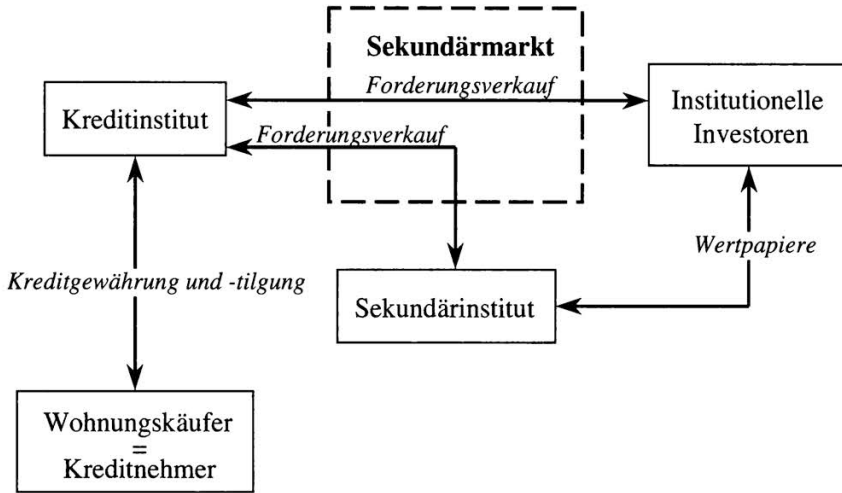 Sekundärmarkt
Forderungsverkauf
Kreditinstitut
Institutionelle
Investoren
Forderungsverkauf
Wertpapiere
Kreditgewährung und -tilgung
Sekundärinstitut
Wohnungskäufer
=
Kreditnehmer